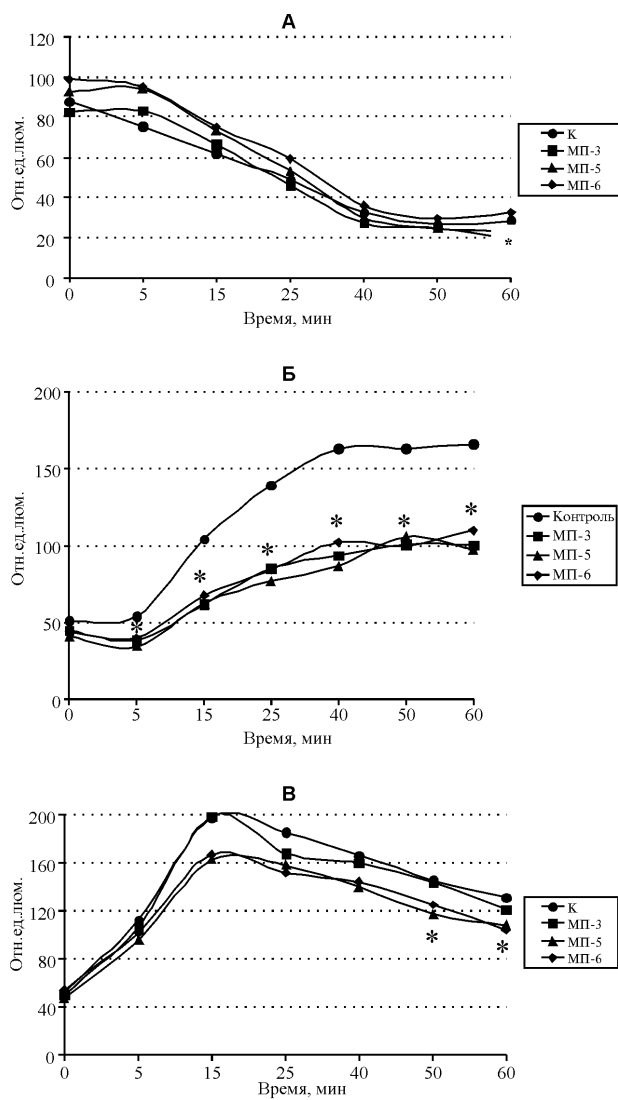 А
120
100
80
60
40
20
0
Отн.ед.люм.
0 5 15 25 40 50 60
Время, мин
К
МП-3
МП-5
МП-6
*
Б
200
150
100
50
0
Отн.ед.люм.
* * * * * *
0 5 15 25 40 50 60
Время, мин
Контроль
МП-3
МП-5
МП-6
В
200
160
120
80
40
0
Отн.ед.люм.
* *
0 5 15 25 40 50 60
Время, мин
К
МП-3
МП-5
МП-6